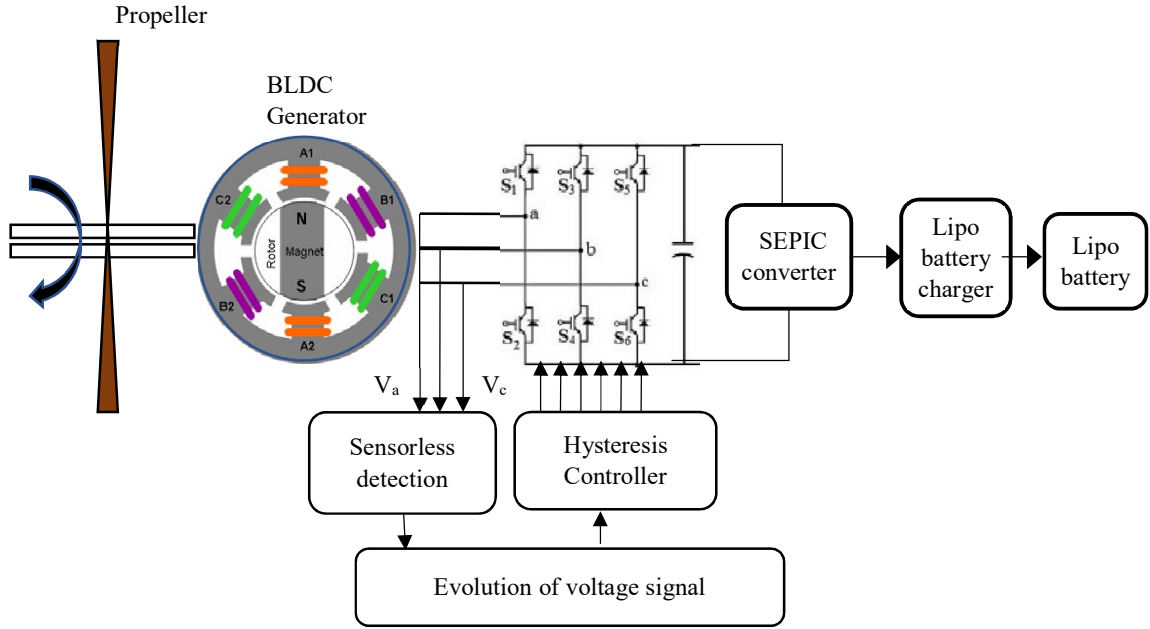 Propeller
BLDC
Generator
A1
C2
B1
N
Rotor
Magnet
S
B2
C1
A2
S1
S3
S5
a
b
c
S2
S4
S6
SEPIC
converter
Lipo
battery
charger
Lipo
battery
Va
Vc
Sensorless
detection
Hysteresis
Controller
Evolution of voltage signal